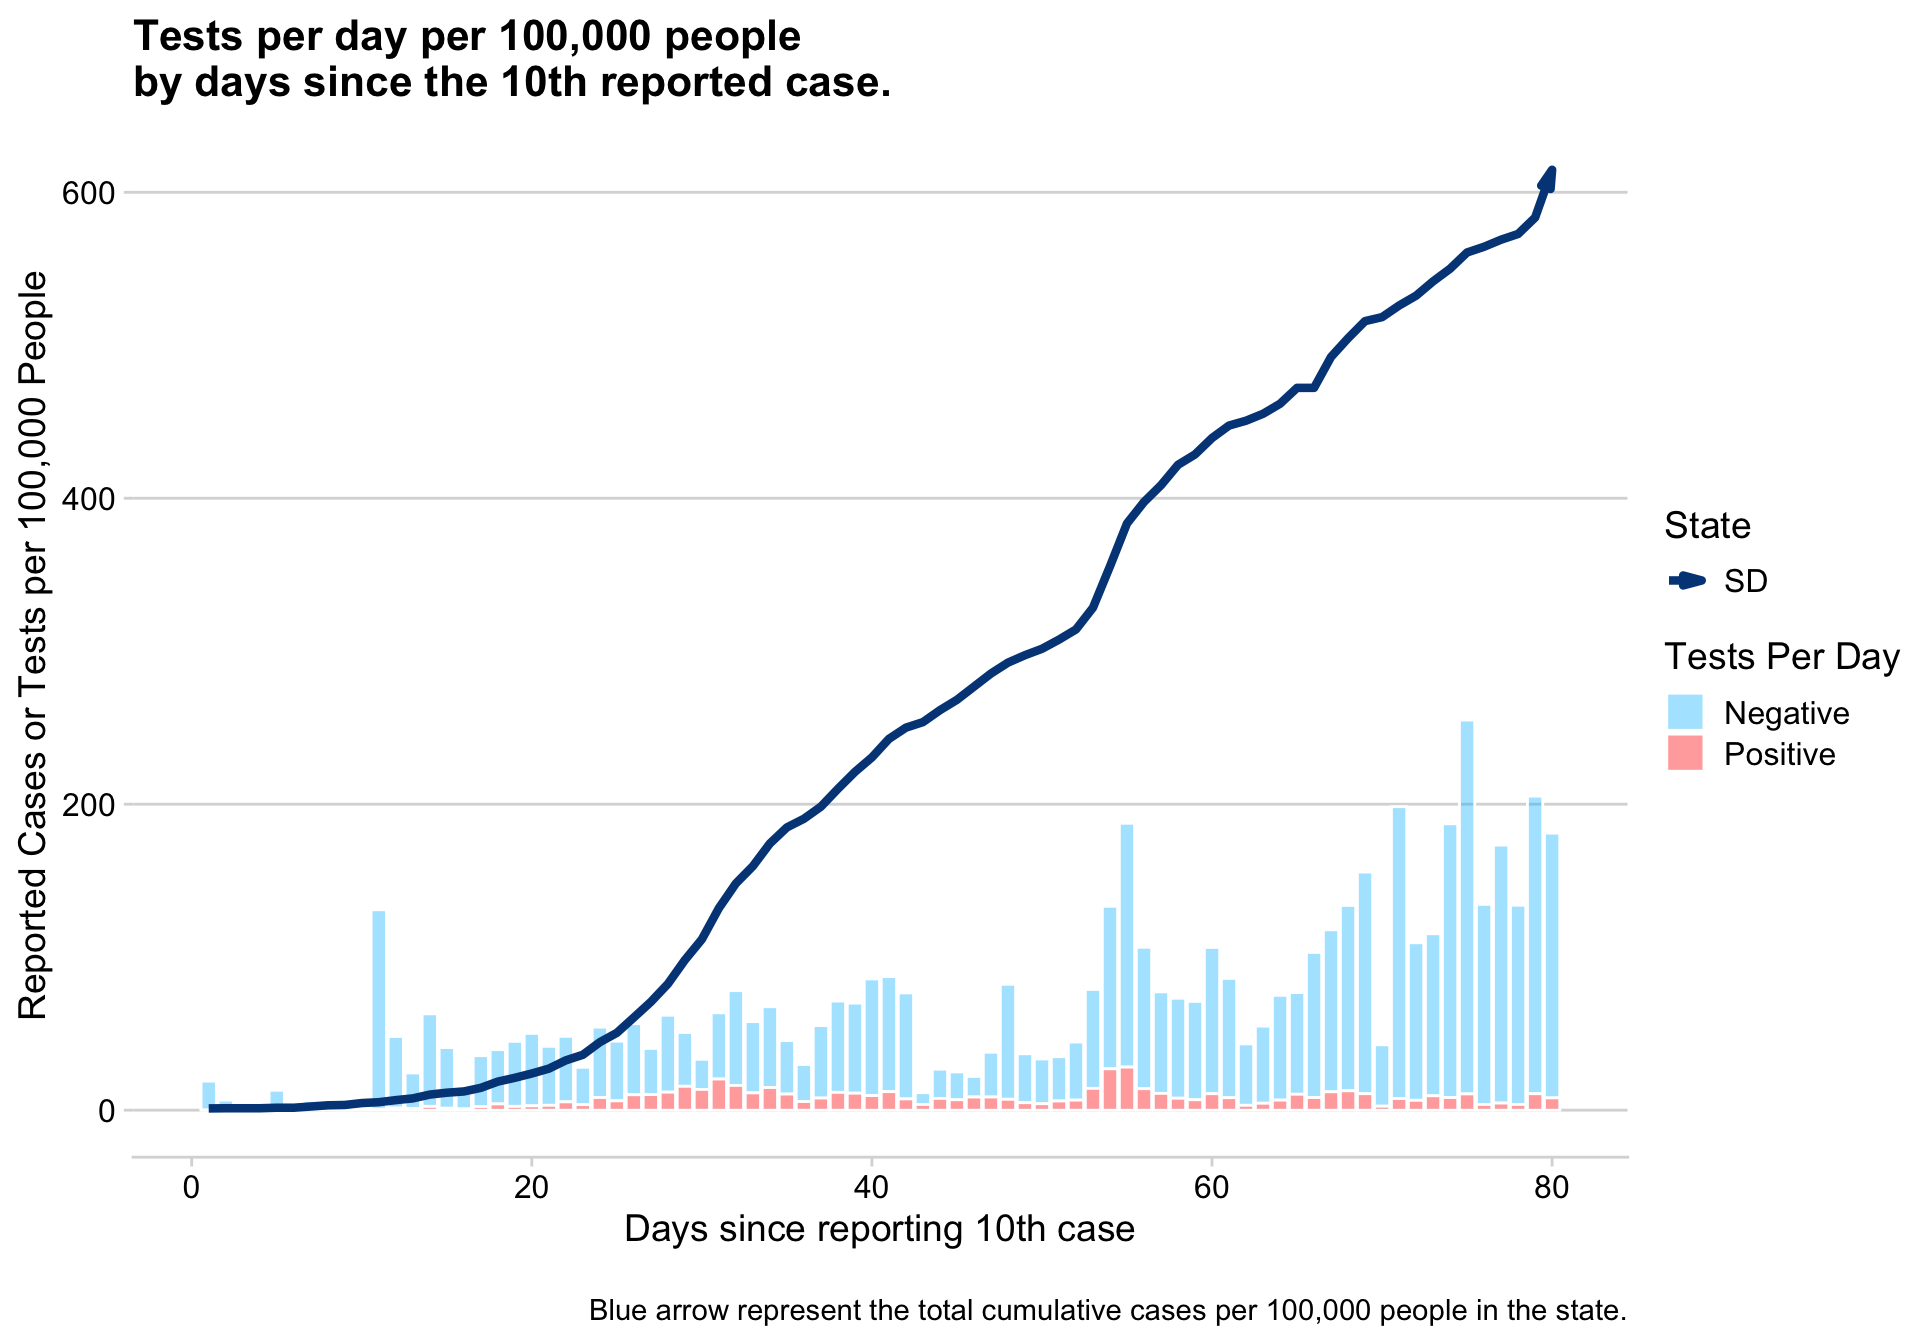 Tests per day per 100,000 people
by days since the 10th reported case.
Reported Cases or Tests per 100,000 People
600
400
200
0
0 20 40 60 80
Days since reporting 10th case
State
SD
Tests Per Day
Negative
Positive
Blue arrow represent the total cumulative cases per 100,000 people in the state.